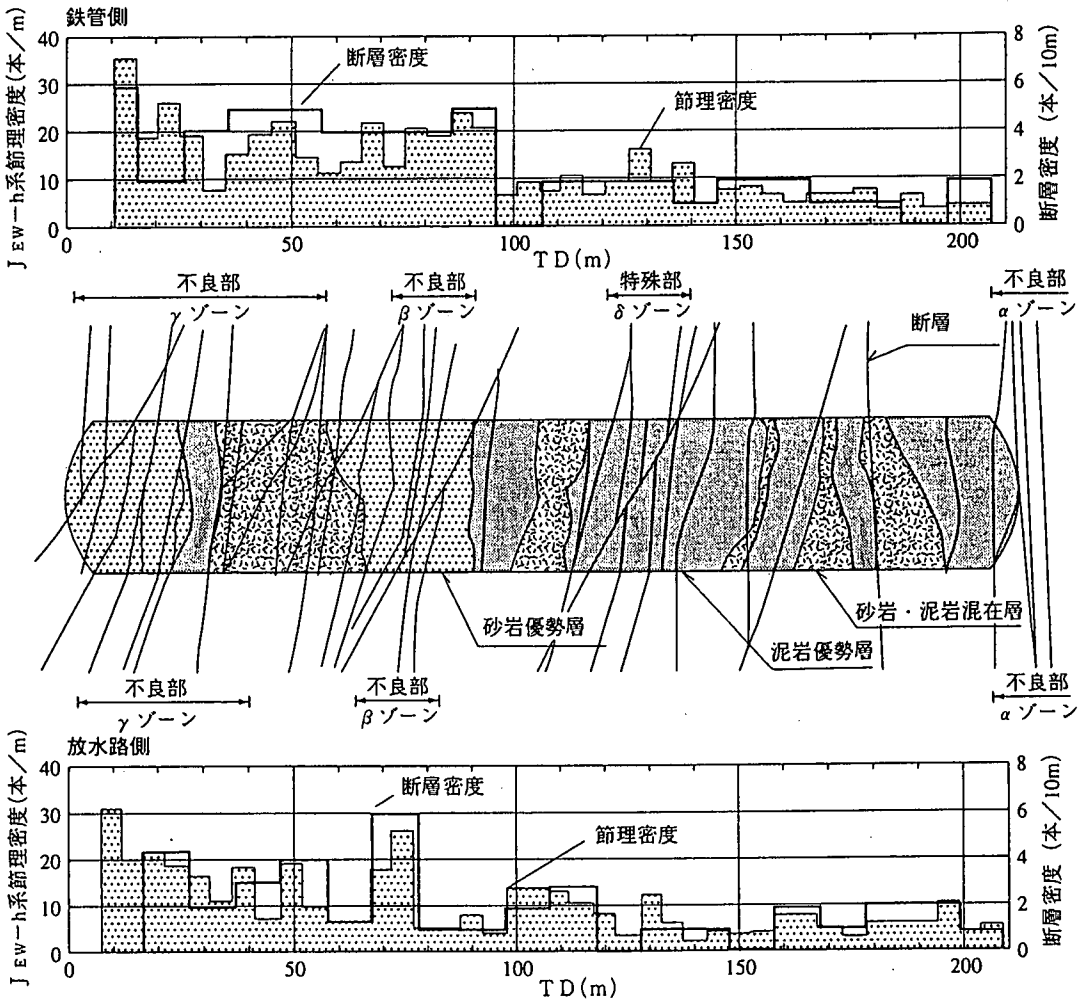 鉄管側
JEW－h系節理密度(本／m)
40
30
20
10
0
断層密度
節理密度
8
6
4
2
0
断層密度(本／10m)
0
50
100
150
200
TD(m)
不良部
γゾーン
不良部
βゾーン
特殊部
δゾーン
不良部
αゾーン
断層
砂岩優勢層
泥岩優勢層
砂岩・泥岩混在層
不良部
γゾーン
不良部
βゾーン
不良部
αゾーン
放水路側
JEW－h系節理密度(本／m)
40
30
20
10
0
断層密度
節理密度
8
6
4
2
0
断層密度(本／10m)
0
50
100
150
200
TD(m)